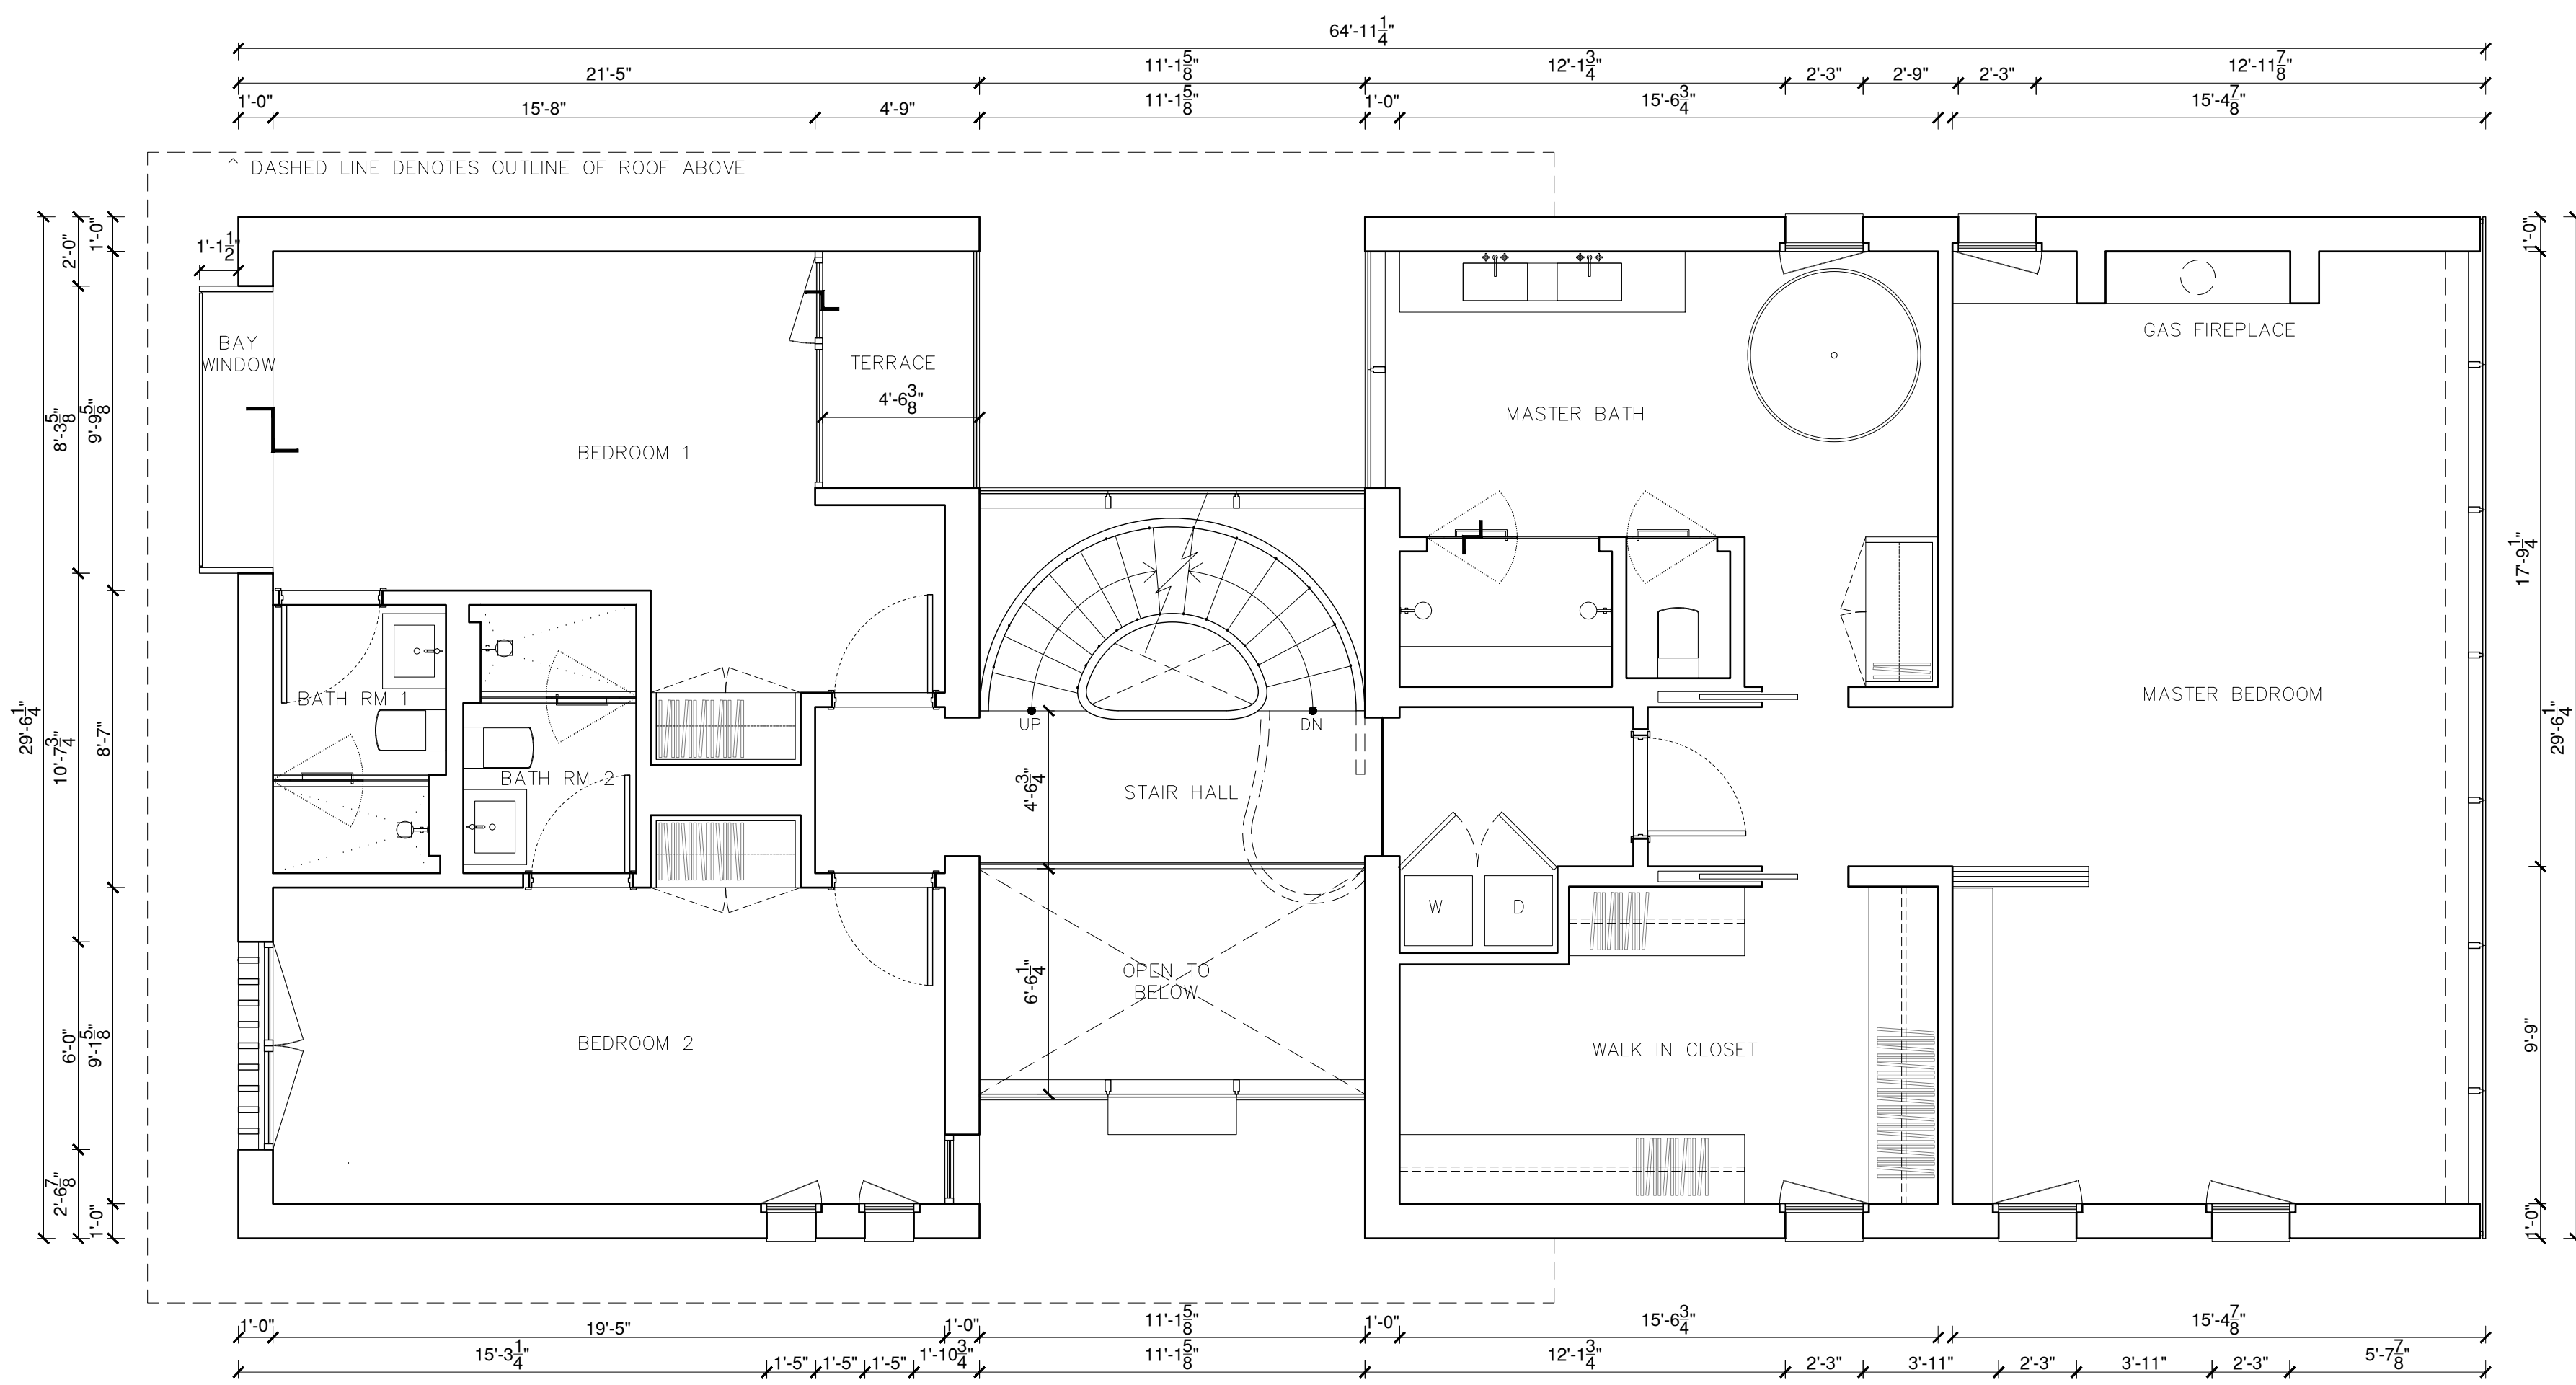 64'-11 1/4"
21'-5" 11'-1 5/8" 12'-1 3/4" 2'-3" 2'-9" 2'-3" 12'-11 7/8"
1'-0" 15'-8" 4'-9" 11'-1 5/8" 1'-0" 15'-6 3/4" 15'-4 7/8"
^ DASHED LINE DENOTES OUTLINE OF ROOF ABOVE
1'-0"
2'-0"
1'-1 1/2"
1'-0"
BAY
WINDOW
TERRACE
4'-6 3/8"
GAS FIREPLACE
8'-3 5/8"
9'-9 5/8"
BEDROOM 1
MASTER BATH
17'-9 1/4"
BATH RM 1
MASTER BEDROOM
UP
DN
29'-6 1/4"
10'-7 3/4"
8'-7"
BATH RM 2
4'-6 3/4"
STAIR HALL
29'-6 1/4"
W
D
OPEN TO
BELOW
6'-6 1/4"
6'-0"
9'-1 5/8"
BEDROOM 2
WALK IN CLOSET
9'-9"
2'-6 7/8"
1'-0"
1'-0"
1'-0" 19'-5" 1'-0" 11'-1 5/8" 1'-0" 15'-6 3/4" 15'-4 7/8"
15'-3 1/4" 1'-5" 1'-5" 1'-5" 1'-10 3/4" 11'-1 5/8" 12'-1 3/4" 2'-3" 3'-11" 2'-3" 3'-11" 2'-3" 5'-7 7/8"